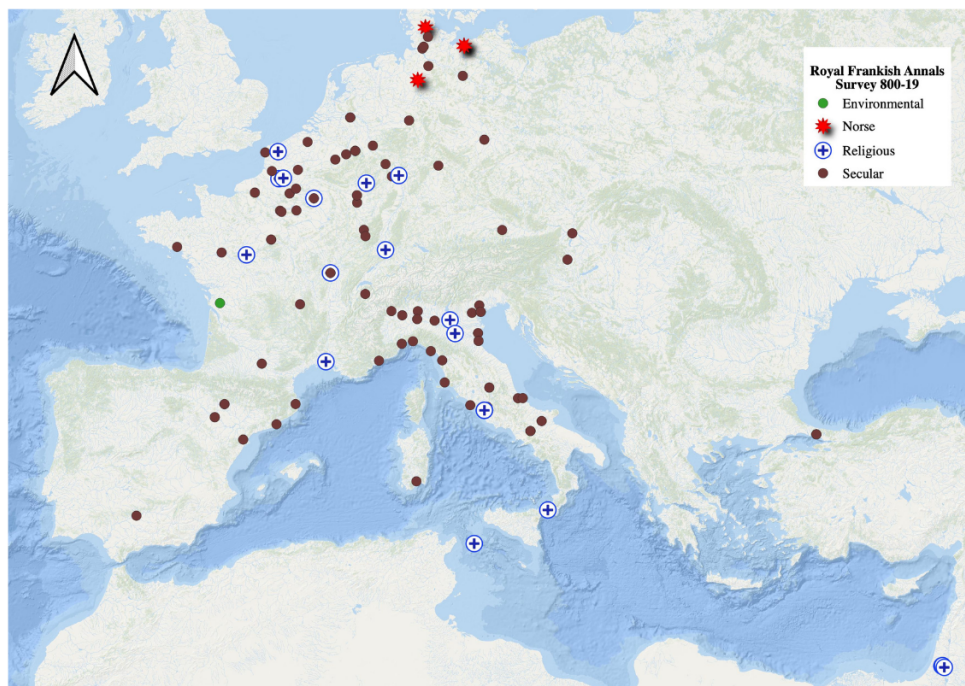 Royal Frankish Annals
Survey 800-19
Environmental
Norse
Religious
Secular